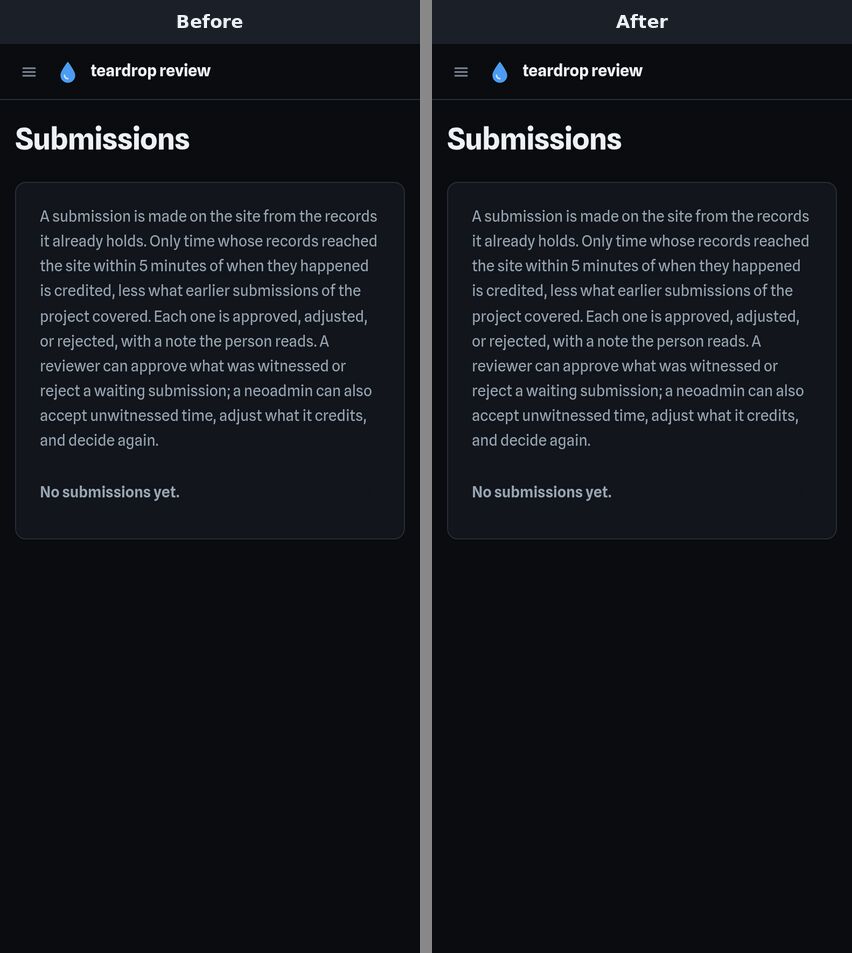 Before
teardrop review
Submissions
A submission is made on the site from the records
it already holds. Only time whose records reached
the site within 5 minutes of when they happened
is credited, less what earlier submissions of the
project covered. Each one is approved, adjusted,
or rejected, with a note the person reads. A
reviewer can approve what was witnessed or
reject a waiting submission; a neoadmin can also
accept unwitnessed time, adjust what it credits,
and decide again.
No submissions yet.
After
teardrop review
Submissions
A submission is made on the site from the records
it already holds. Only time whose records reached
the site within 5 minutes of when they happened
is credited, less what earlier submissions of the
project covered. Each one is approved, adjusted,
or rejected, with a note the person reads. A
reviewer can approve what was witnessed or
reject a waiting submission; a neoadmin can also
accept unwitnessed time, adjust what it credits,
and decide again.
No submissions yet.